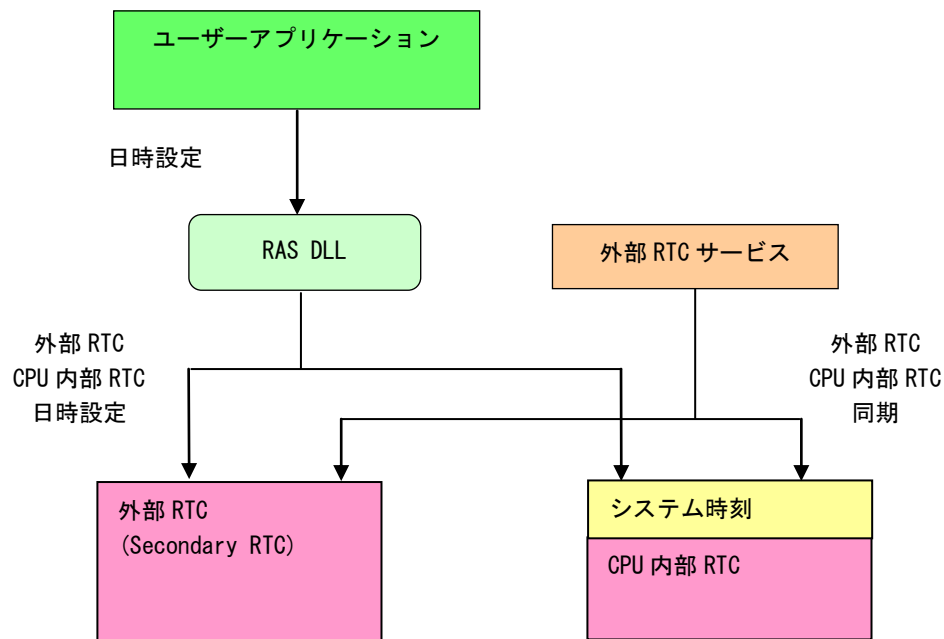 ユーザーアプリケーション
日時設定
RAS DLL
外部 RTC サービス
外部 RTC
CPU 内部 RTC
日時設定
外部 RTC
CPU 内部 RTC
同期
外部 RTC
(Secondary RTC)
システム時刻
CPU 内部 RTC